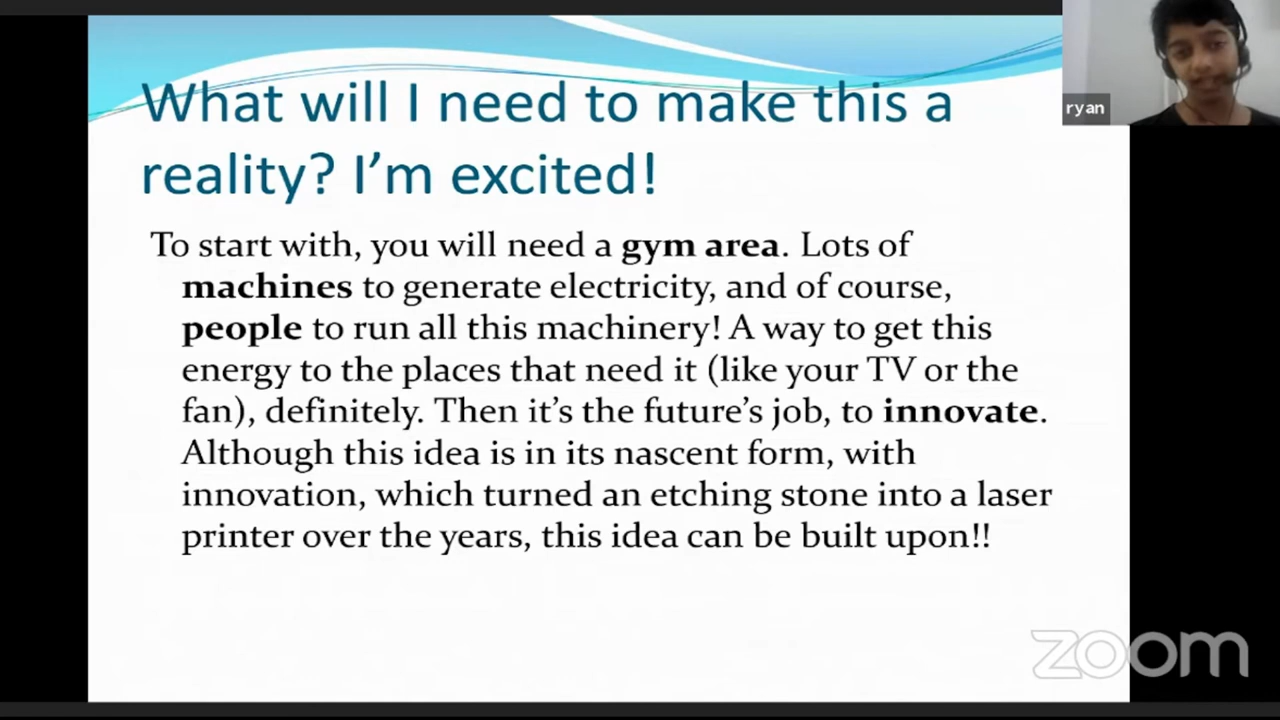 What will I need to make this a
reality? I'm excited!
ryan
To start with, you will need a gym area. Lots of
machines to generate electricity, and of course,
people to run all this machinery! A way to get this
energy to the places that need it (like your TV or the
fan), definitely. Then it's the future's job, to innovate.
Although this idea is in its nascent form, with
innovation, which turned an etching stone into a laser
printer over the years, this idea can be built upon!!
zoom